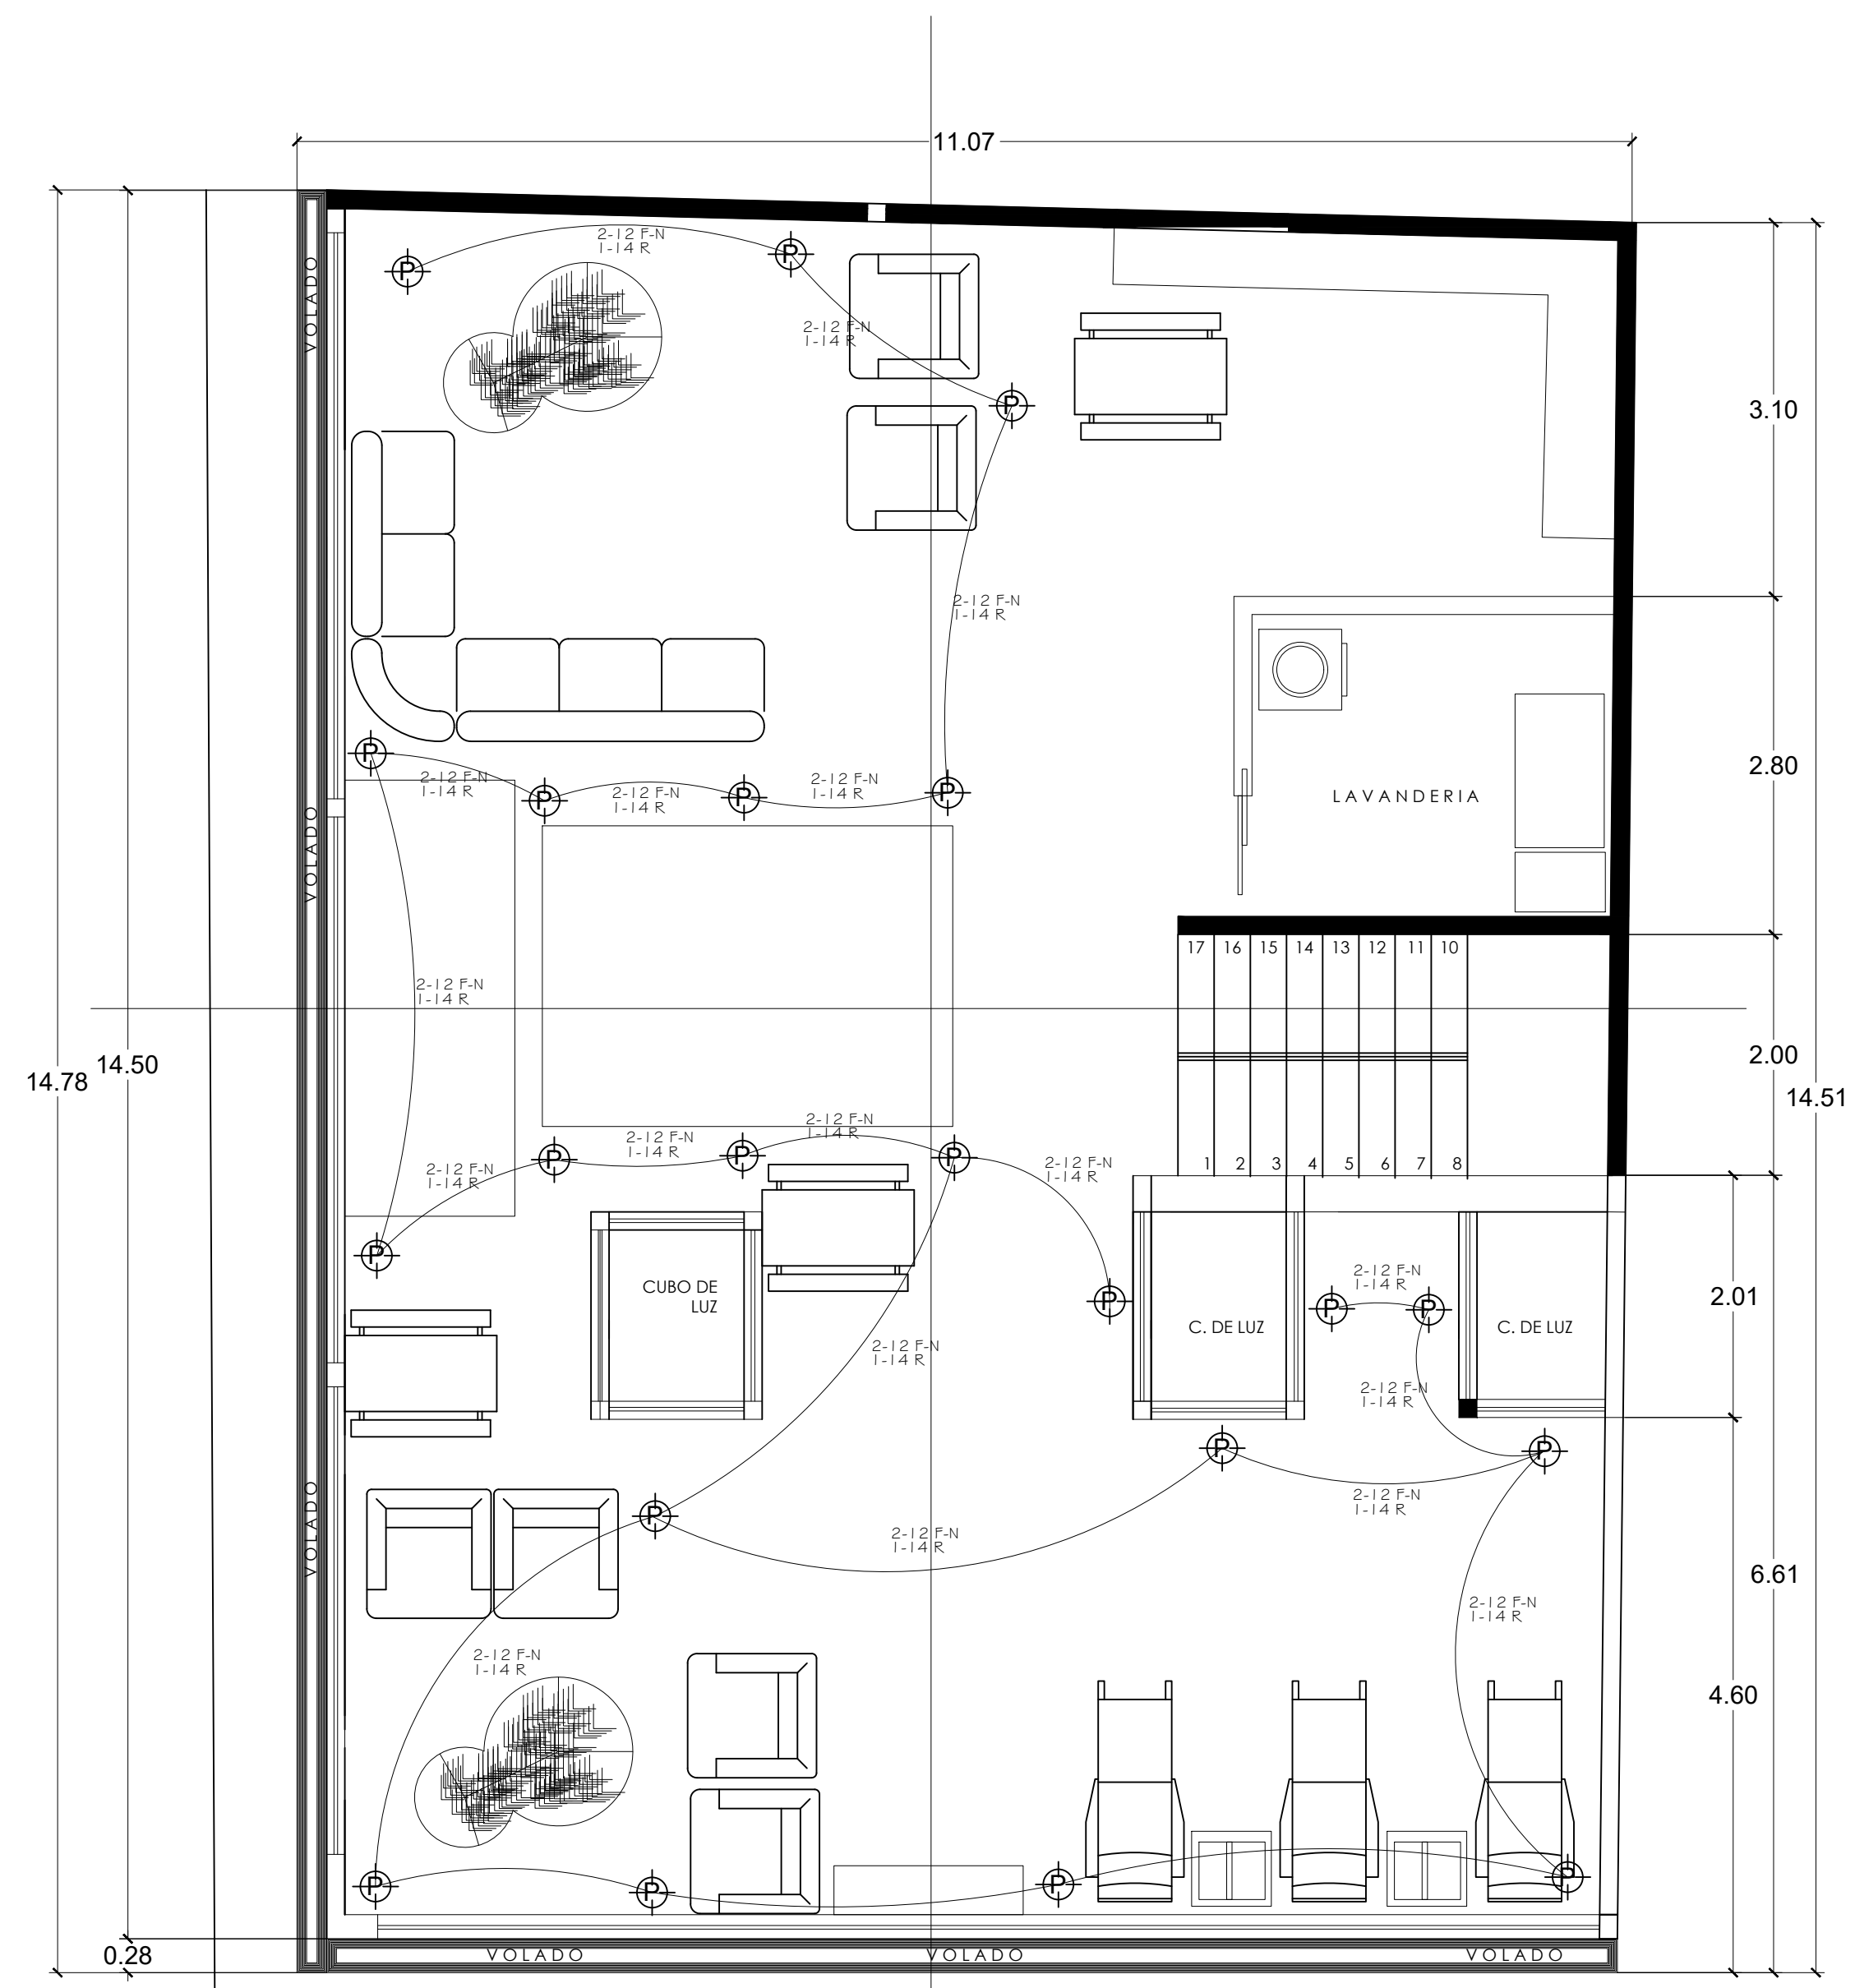 11.07
2-12 F-N
1-14 R
P
P
VOLADO
2-12 F-N
1-14 R
P
3.10
2-12 F-N
1-14 R
P
2-12 F-N
1-14 R
P
2-12 F-N
1-14 R
P
2-12 F-N
1-14 R
P
VOLADO
LAVANDERIA
2.80
17 16 15 14 13 12 11 10
2-12 F-N
1-14 R
14.78
14.50
2.00
14.51
2-12 F-N
1-14 R
P
2-12 F-N
1-14 R
P
2-12 F-N
1-14 R
P
2-12 F-N
1-14 R
1 2 3 4 5 6 7 8
P
CUBO DE
LUZ
P
C. DE LUZ
2-12 F-N
1-14 R
P
P
C. DE LUZ
2.01
2-12 F-N
1-14 R
2-12 F-N
1-14 R
P
P
VOLADO
P
2-12 F-N
1-14 R
2-12 F-N
1-14 R
6.61
2-12 F-N
1-14 R
2-12 F-N
1-14 R
4.60
P
P
P
P
0.28
VOLADO
VOLADO
VOLADO